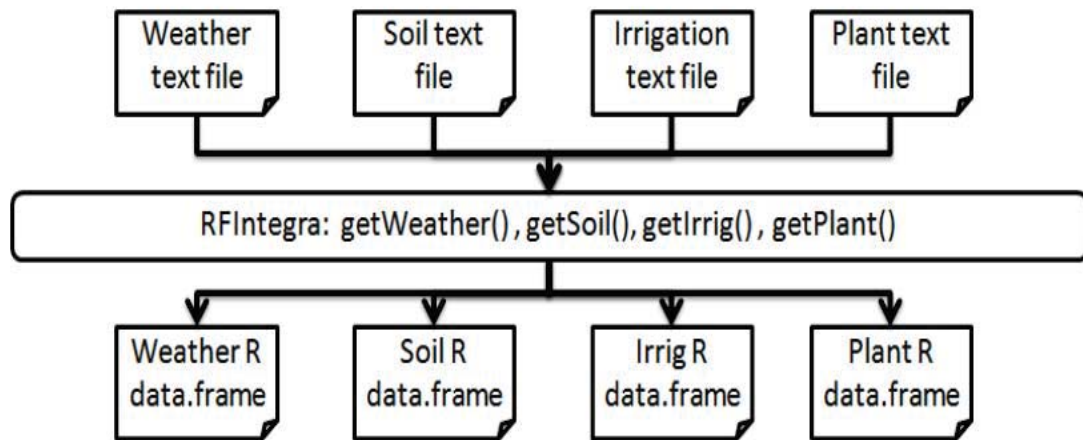 Weather
text file
Soil text
file
Irrigation
text file
Plant text
file
RFIntegra: getWeather() , getSoil(), getIrrig() , getPlant()
Weather R
data.frame
Soil R
data.frame
Irrig R
data.frame
Plant R
data.frame